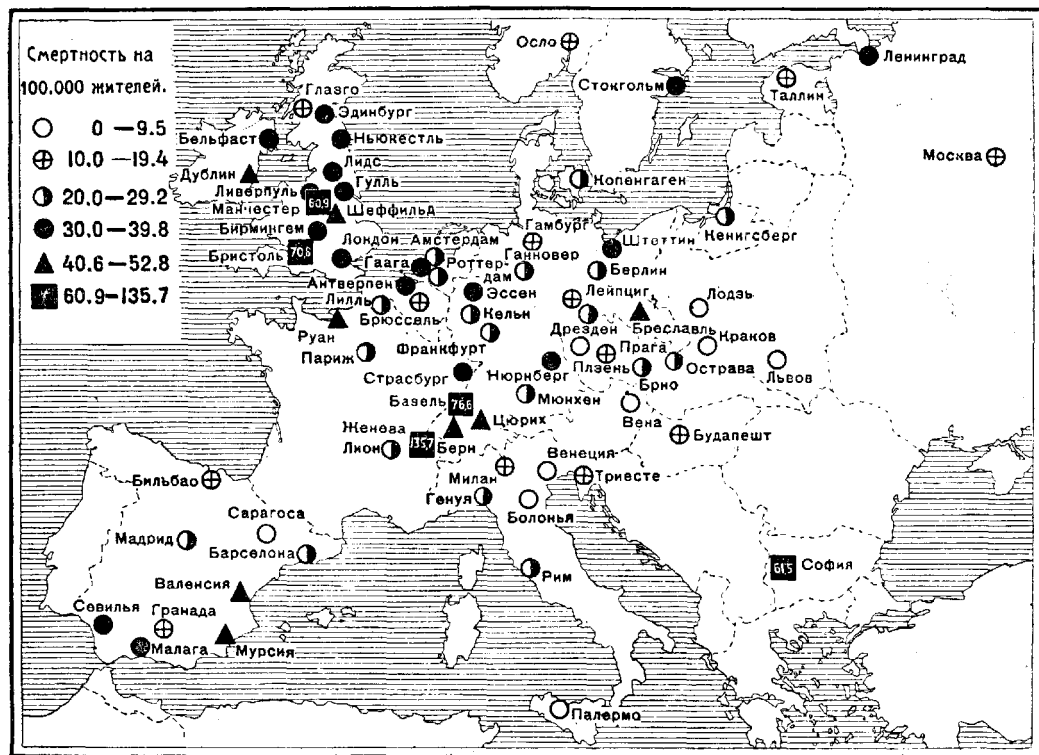 Смертность на
100.000 жителей.
0 — 9.5
10.0 — 19.4
20.0 — 29.2
30.0 — 39.8
40.6 — 52.8
60.9 — 135.7
Осло
Ленинград
Стокгольм
Таллин
Глазго
Эдинбург
Бельфаст
Ньюкестль
Москва
Лидс
Дублин
Копенгаген
Ливерпуль
Гулль
60,9
Манчестер
Шеффильд
Гамбург
Кенигсберг
Бирмингем
Штеттин
Лондон
Амстердам
Ганновер
Бристоль
70,6
Гаага
Роттер-
дам
Берлин
Антверпен
Эссен
Лейпциг
Лодзь
Лилль
Кельн
Брюссель
Дрезден
Бреславль
Руан
Прага
Краков
Париж
Франкфурт
Плзень
Острава
Львов
Страсбург
Нюрнберг
Брно
Базель
76,6
Мюнхен
Вена
Цюрих
Женева
135,7
Берн
Будапешт
Лион
Венеция
Милан
Триесте
Бильбао
Генуя
Болонья
Сарагоса
Мадрид
Барселона
61,5
София
Рим
Валенсия
Севилья
Гранада
Малага
Мурсия
Палермо